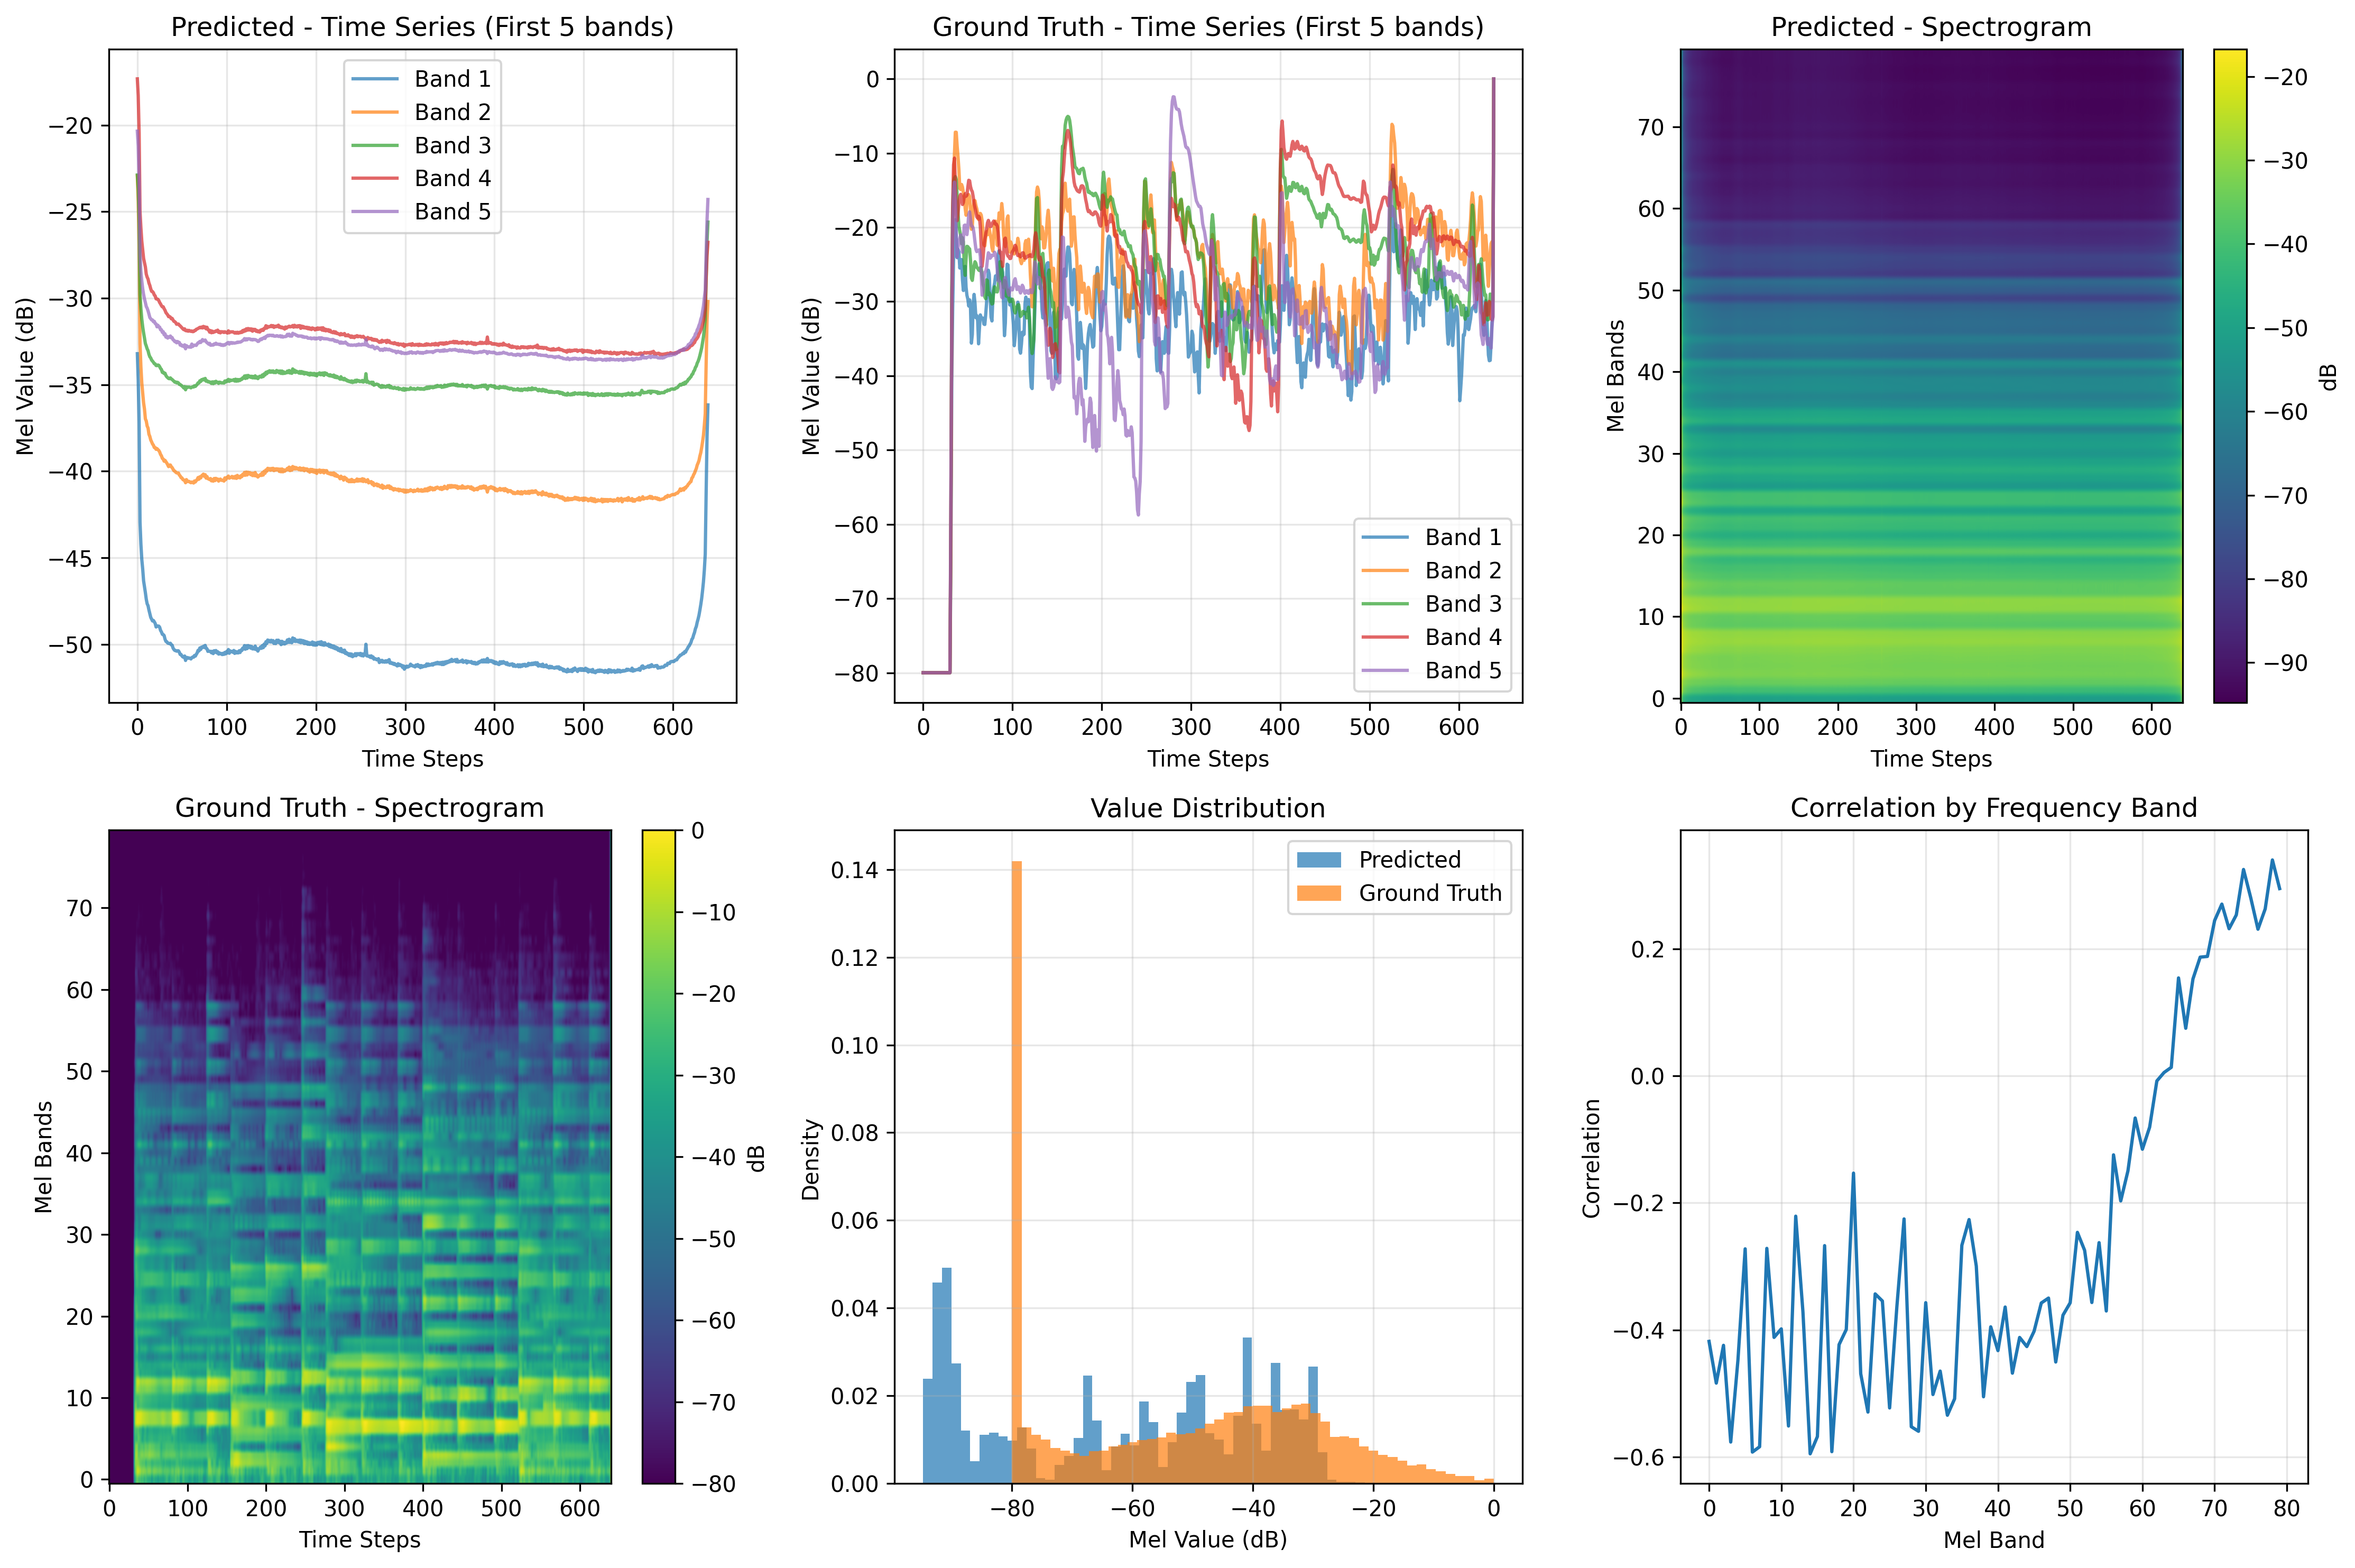 Predicted - Time Series (First 5 bands)
Mel Value (dB)
−20
−25
−30
−35
−40
−45
−50
Band 1
Band 2
Band 3
Band 4
Band 5
0 100 200 300 400 500 600
Time Steps
Ground Truth - Time Series (First 5 bands)
Mel Value (dB)
0
−10
−20
−30
−40
−50
−60
−70
−80
Band 1
Band 2
Band 3
Band 4
Band 5
0 100 200 300 400 500 600
Time Steps
Predicted - Spectrogram
Mel Bands
70
60
50
40
30
20
10
0
0 100 200 300 400 500 600
Time Steps
−20
−30
−40
−50
−60
−70
−80
−90
dB
Ground Truth - Spectrogram
Mel Bands
70
60
50
40
30
20
10
0
0 100 200 300 400 500 600
Time Steps
0
−10
−20
−30
−40
−50
−60
−70
−80
dB
Value Distribution
Density
0.14
0.12
0.10
0.08
0.06
0.04
0.02
0.00
Predicted
Ground Truth
−80 −60 −40 −20 0
Mel Value (dB)
Correlation by Frequency Band
Correlation
0.2
0.0
−0.2
−0.4
−0.6
0 10 20 30 40 50 60 70 80
Mel Band